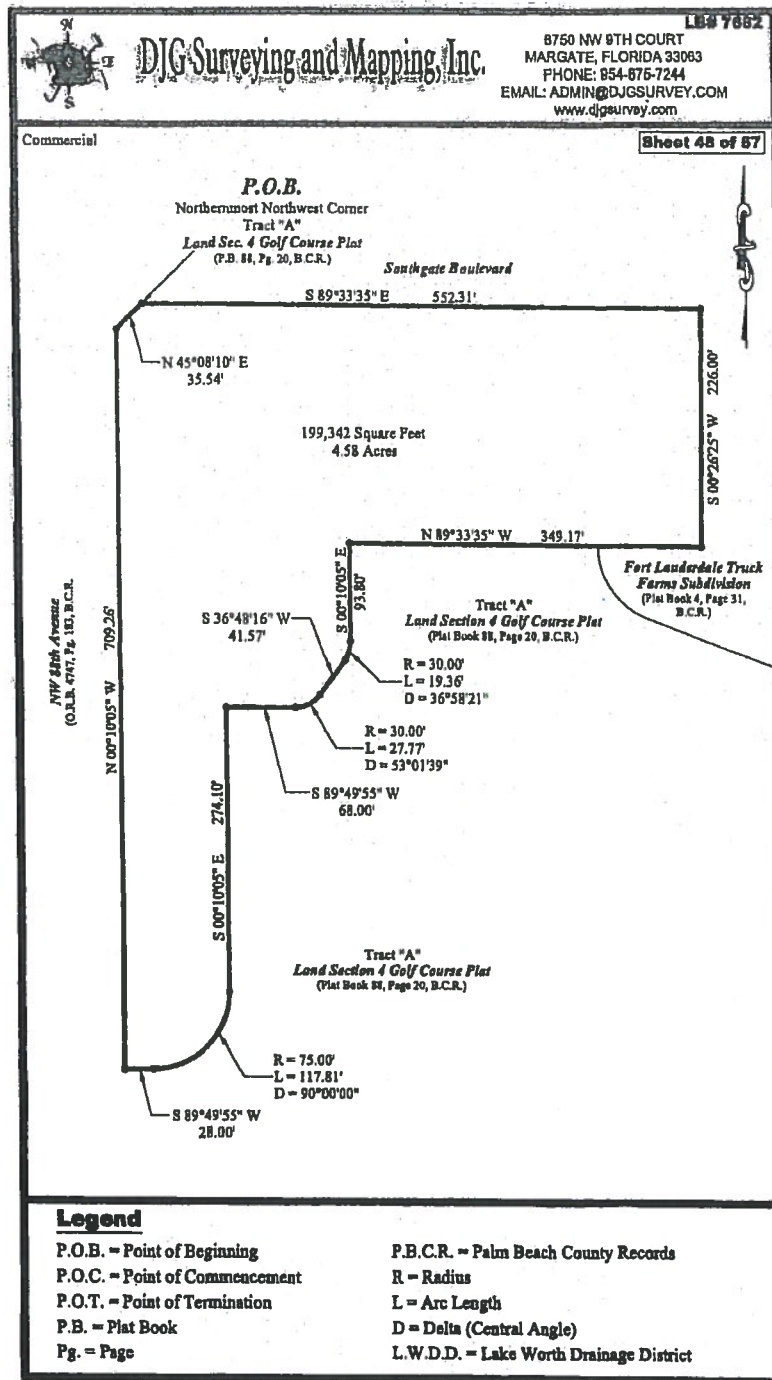 LB# 7682
N
W G E
S
DJG Surveying and Mapping, Inc.
6750 NW 9TH COURT
MARGATE, FLORIDA 33063
PHONE: 954-675-7244
EMAIL: ADMIN@DJGSURVEY.COM
www.djgsurvey.com
Commercial
Sheet 48 of 67
P.O.B.
Northernmost Northwest Corner
Tract "A"
Land Sec. 4 Golf Course Plat
(P.B. 88, Pg. 20, B.C.R.)
Southgate Boulevard
S 89°33'35" E 552.31'
N 45°08'10" E
35.54'
199,342 Square Feet
4.58 Acres
S 00°26'25" W 226.00'
N 89°33'35" W 349.17'
S 00°10'05" E
93.80'
Fort Lauderdale Truck
Farms Subdivision
(Plat Book 4, Page 31,
B.C.R.)
Tract "A"
Land Section 4 Golf Course Plat
(Plat Book 88, Page 20, B.C.R.)
S 36°48'16" W
41.57'
R = 30.00'
L = 19.36'
D = 36°58'21"
NW 88th Avenue
(O.R.B. 4747, Pg. 183, B.C.R.
N 00°10'05" W 709.26'
R = 30.00'
L = 27.77'
D = 53°01'39"
S 89°49'55" W
68.00'
S 00°10'05" E 274.10'
Tract "A"
Land Section 4 Golf Course Plat
(Plat Book 88, Page 20, B.C.R.)
R = 75.00'
L = 117.81'
D = 90°00'00"
S 89°49'55" W
28.00'
Legend
P.O.B. = Point of Beginning
P.O.C. = Point of Commencement
P.O.T. = Point of Termination
P.B. = Plat Book
Pg. = Page
P.B.C.R. = Palm Beach County Records
R = Radius
L = Arc Length
D = Delta (Central Angle)
L.W.D.D. = Lake Worth Drainage District